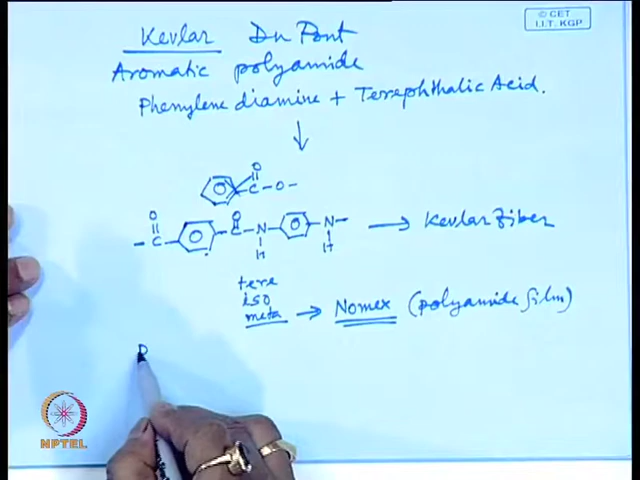 © CET
I.I.T. KGP
Kevlar Du Pont
Aromatic polyamide
Phenylene diamine + Terephthalic Acid.
O
C-O-
O
-C- C-N- -N- → Kevlar Fiber
O H H
tere
iso
meta → Nomex (polyamide film)
NPTEL